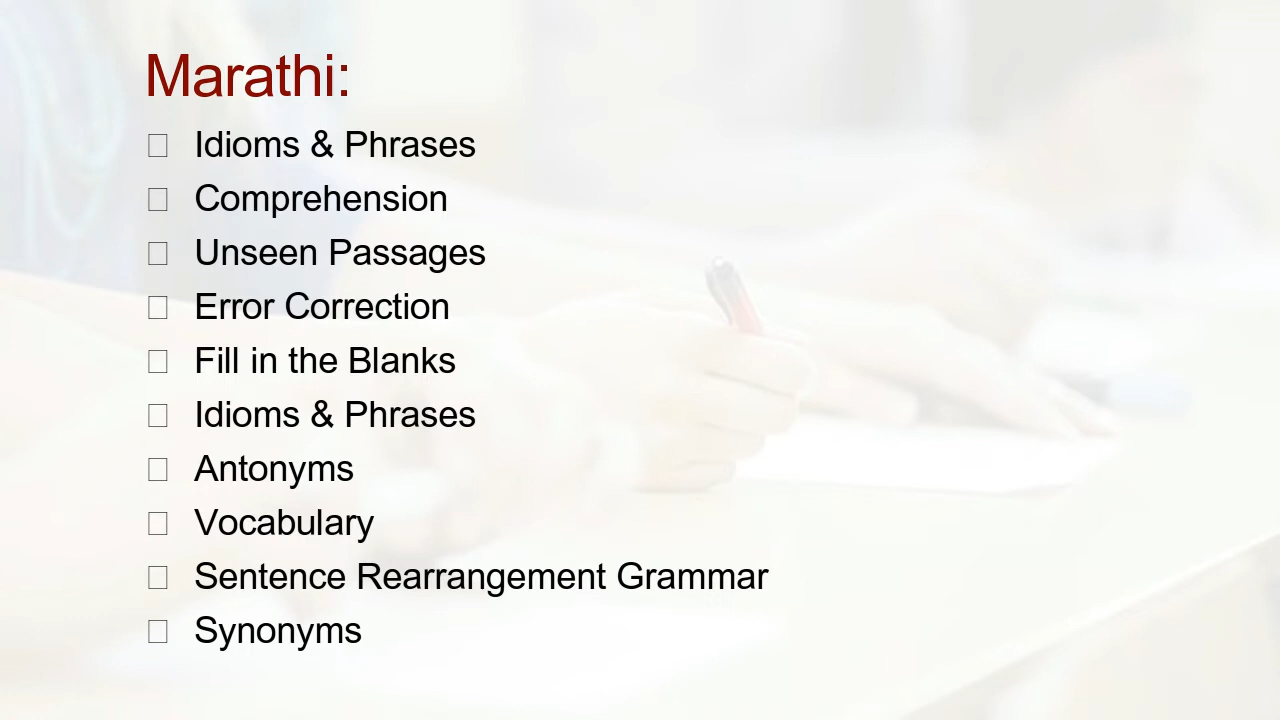 Marathi:
□ Idioms & Phrases
□ Comprehension
□ Unseen Passages
□ Error Correction
□ Fill in the Blanks
□ Idioms & Phrases
□ Antonyms
□ Vocabulary
□ Sentence Rearrangement Grammar
□ Synonyms